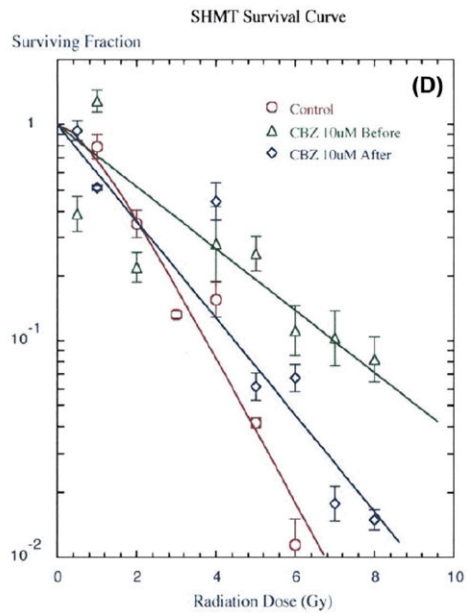 SHMT Survival Curve
Surviving Fraction
(D)
Control
CBZ 10uM Before
CBZ 10uM After
1
10-1
10-2
0 2 4 6 8 10
Radiation Dose (Gy)